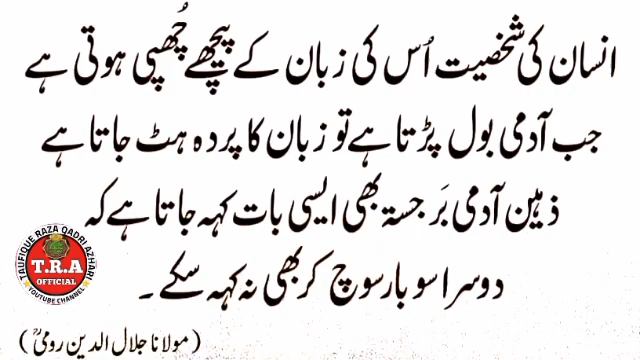 انسان کی شخصیت اُس کی زبان کے پیچھے چُھپی ہوتی ہے
جب آدمی بول پڑتا ہے تو زبان کا پردہ ہٹ جاتا ہے
ذہین آدمی بَرجستہ بھی ایسی بات کہہ جاتا ہے کہ
دوسرا سو بار سوچ کر بھی نہ کہہ سکے ۔
(مولانا جلال الدین رومیؒ)
TAUFIQUE RAZA QADRI AZHARI
T.R.A
OFFICIAL
YOUTUBE CHANNEL